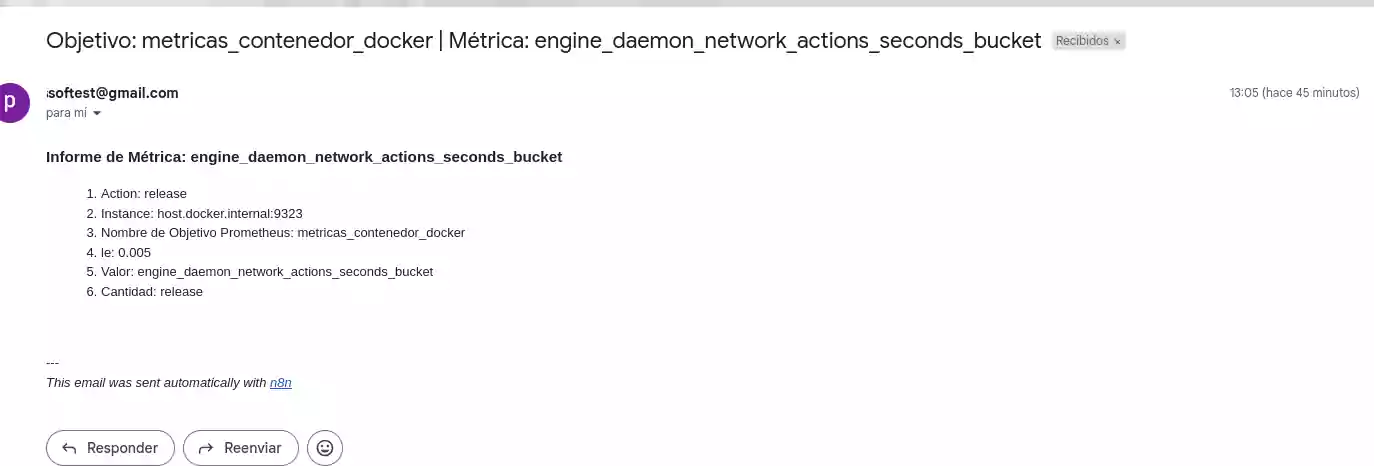 Objetivo: metricas_contenedor_docker | Métrica: engine_daemon_network_actions_seconds_bucket Recibidos ×
p
softest@gmail.com 13:05 (hace 45 minutos)
para mí
Informe de Métrica: engine_daemon_network_actions_seconds_bucket
1. Action: release
2. Instance: host.docker.internal:9323
3. Nombre de Objetivo Prometheus: metricas_contenedor_docker
4. le: 0.005
5. Valor: engine_daemon_network_actions_seconds_bucket
6. Cantidad: release
---
This email was sent automatically with n8n
Responder Reenviar